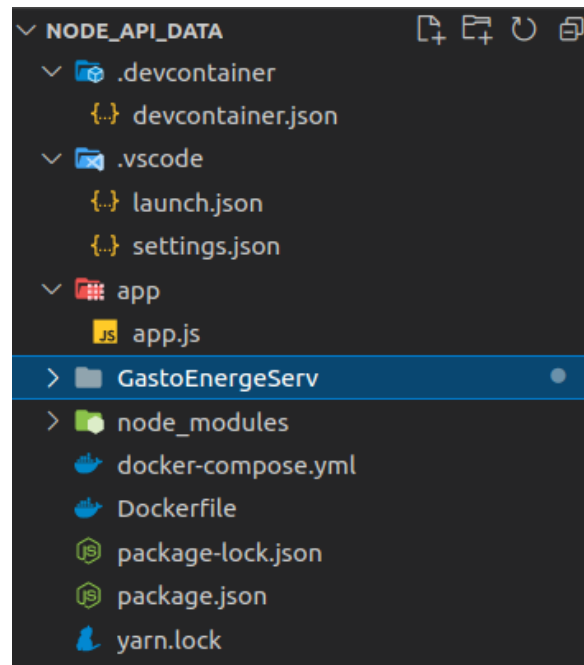 NODE_API_DATA
.devcontainer
{..} devcontainer.json
.vscode
{..} launch.json
{..} settings.json
app
JS app.js
GastoEnergeServ
node_modules
docker-compose.yml
Dockerfile
package-lock.json
package.json
yarn.lock